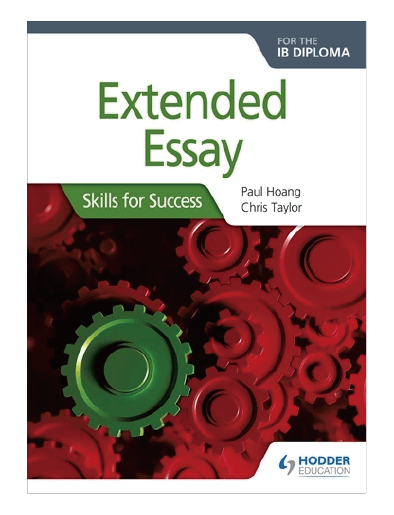 FOR THE
IB DIPLOMA
Extended
Essay
Skills for Success
Paul Hoang
Chris Taylor
HODDER
EDUCATION